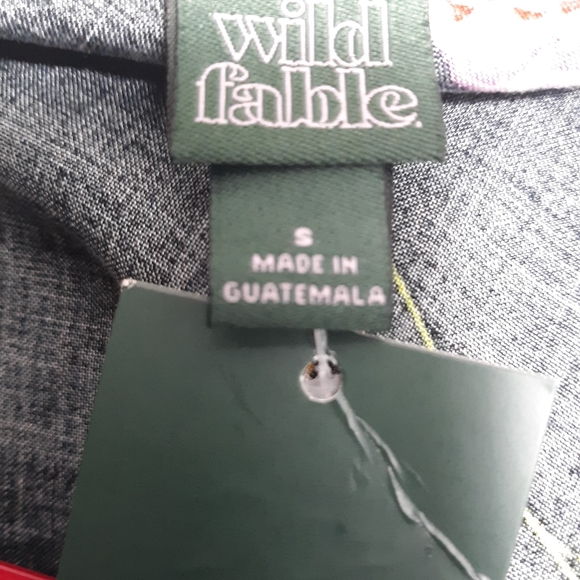 wild
fable.
S
MADE IN
GUATEMALA